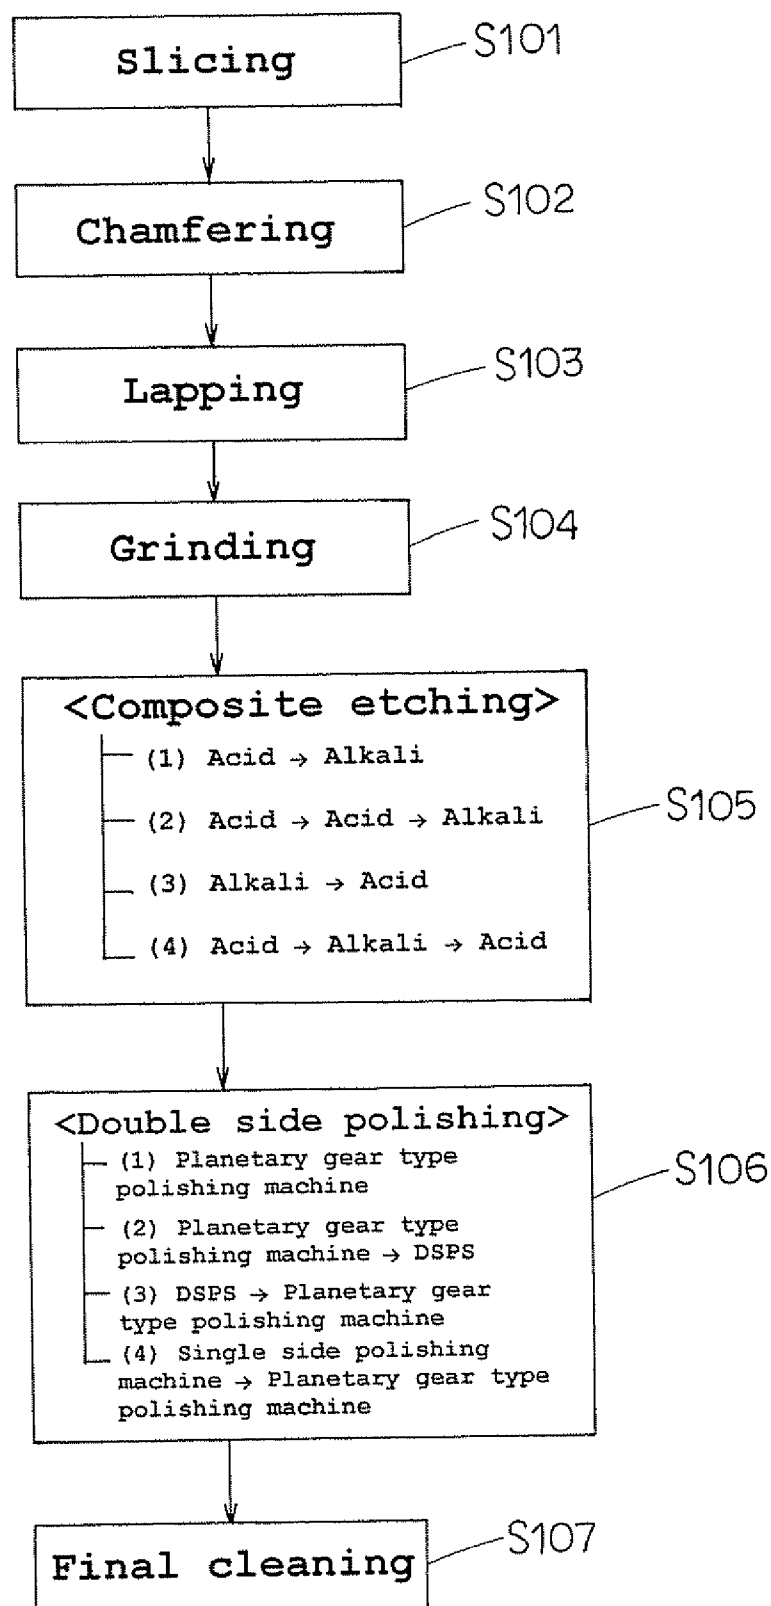 Slicing
S101
Chamfering
S102
Lapping
S103
Grinding
S104
<Composite etching>
(1) Acid → Alkali
(2) Acid → Acid → Alkali
(3) Alkali → Acid
(4) Acid → Alkali → Acid
S105
<Double side polishing>
(1) Planetary gear type
polishing machine
(2) Planetary gear type
polishing machine → DSPS
(3) DSPS → Planetary gear
type polishing machine
(4) Single side polishing
machine → Planetary gear type
polishing machine
S106
Final cleaning
S107